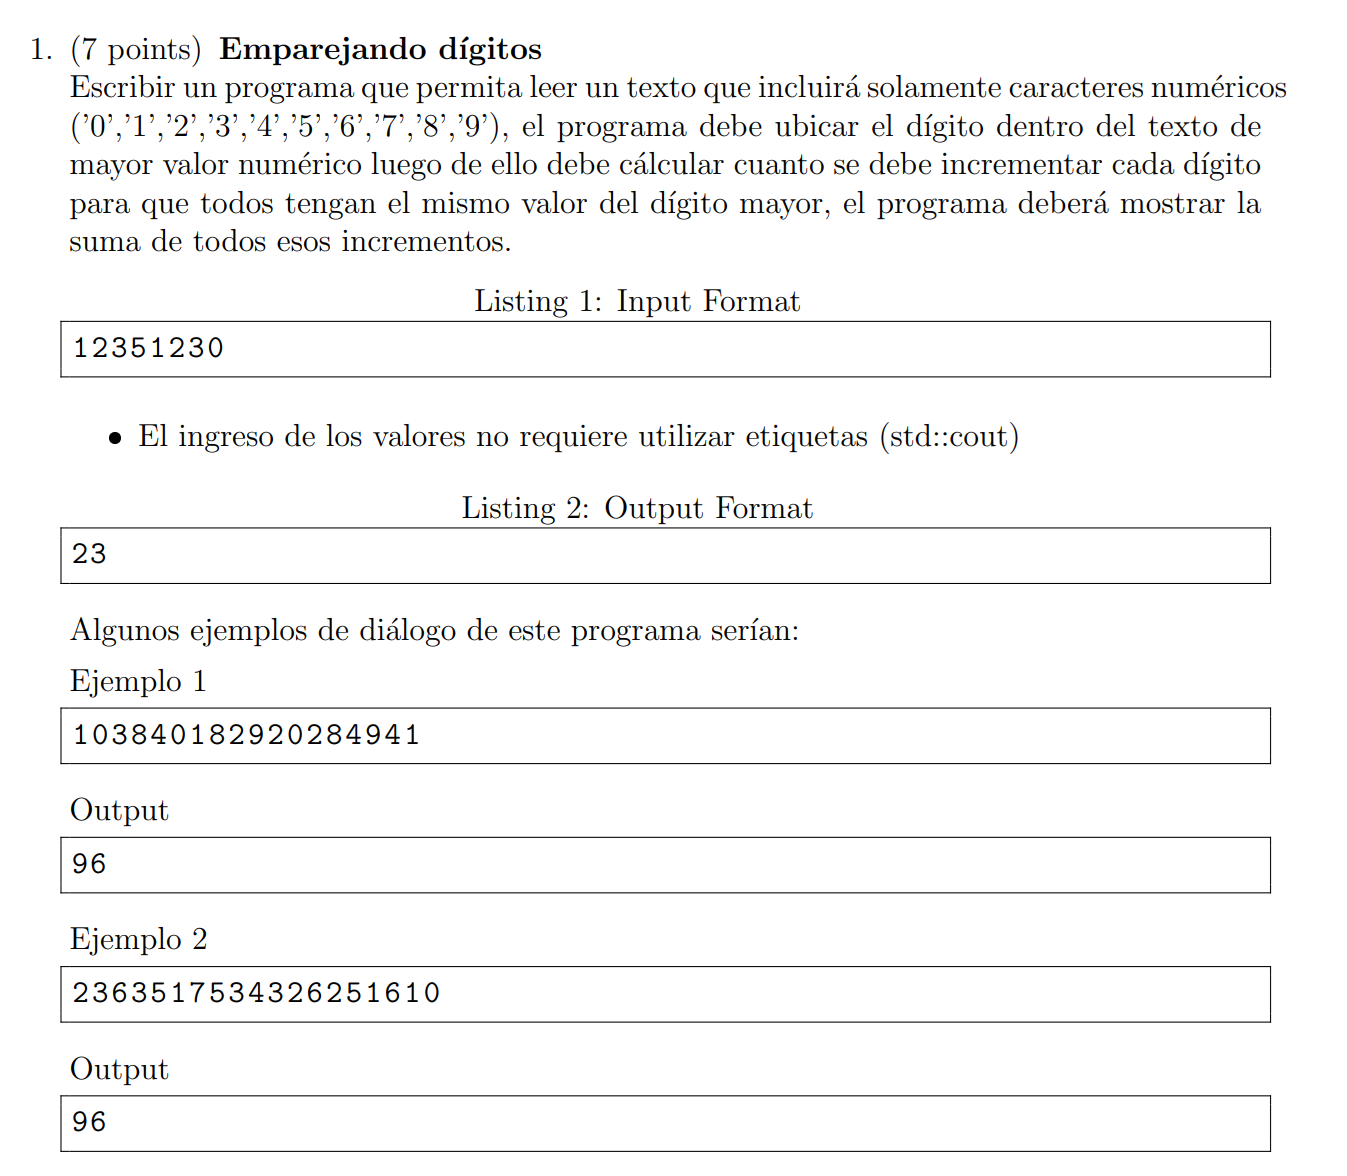 1. (7 points) Emparejando dígitos
Escribir un programa que permita leer un texto que incluirá solamente caracteres numéricos
('0','1','2','3','4','5','6','7','8','9'), el programa debe ubicar el dígito dentro del texto de
mayor valor numérico luego de ello debe cálcular cuanto se debe incrementar cada dígito
para que todos tengan el mismo valor del dígito mayor, el programa deberá mostrar la
suma de todos esos incrementos.
Listing 1: Input Format
12351230
• El ingreso de los valores no requiere utilizar etiquetas (std::cout)
Listing 2: Output Format
23
Algunos ejemplos de diálogo de este programa serían:
Ejemplo 1
103840182920284941
Output
96
Ejemplo 2
2363517534326251610
Output
96